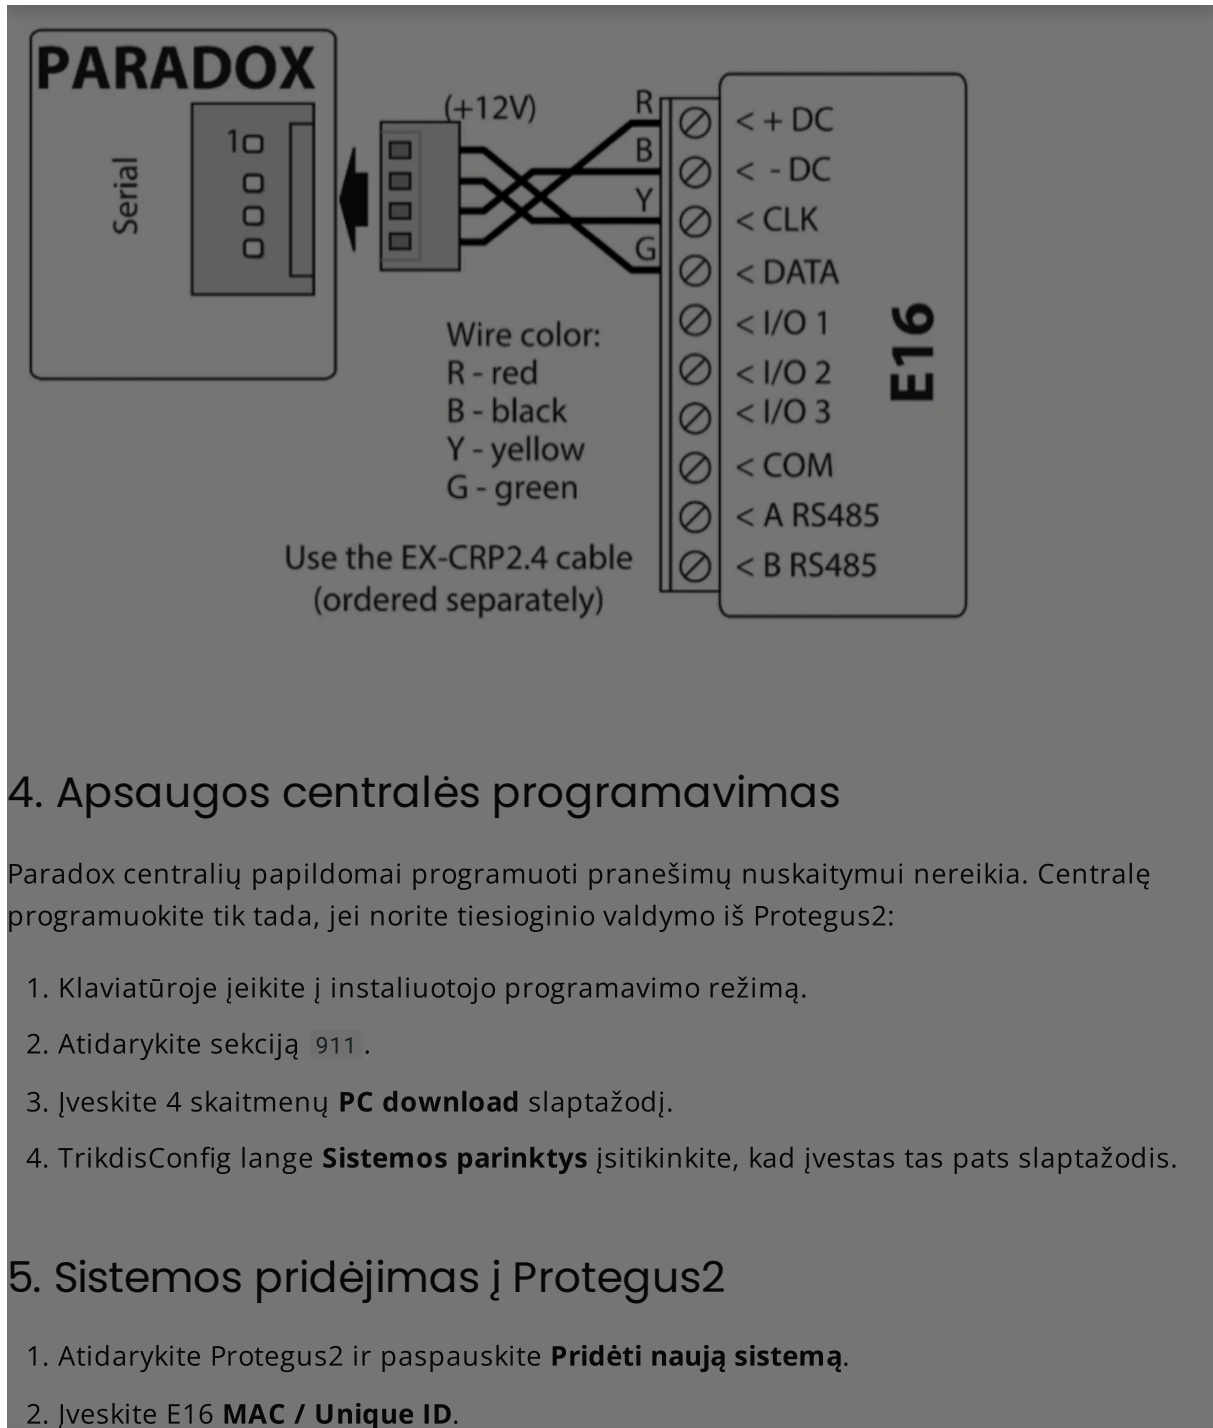 PARADOX
Serial
1
(+12V)
R
B
Y
G
< + DC
< - DC
< CLK
< DATA
< I/O 1
< I/O 2
< I/O 3
< COM
< A RS485
< B RS485
E16
Wire color:
R - red
B - black
Y - yellow
G - green
Use the EX-CRP2.4 cable
(ordered separately)
4. Apsaugos centralės programavimas
Paradox centralių papildomai programuoti pranešimų nuskaitymui nereikia. Centralę
programuokite tik tada, jei norite tiesioginio valdymo iš Protegus2:
1. Klaviatūroje įeikite į instaliuotojo programavimo režimą.
2. Atidarykite sekciją 911.
3. Įveskite 4 skaitmenų PC download slaptažodį.
4. TrikdisConfig lange Sistemos parinktys įsitikinkite, kad įvestas tas pats slaptažodis.
5. Sistemos pridėjimas į Protegus2
1. Atidarykite Protegus2 ir paspauskite Pridėti naują sistemą.
2. Įveskite E16 MAC / Unique ID.